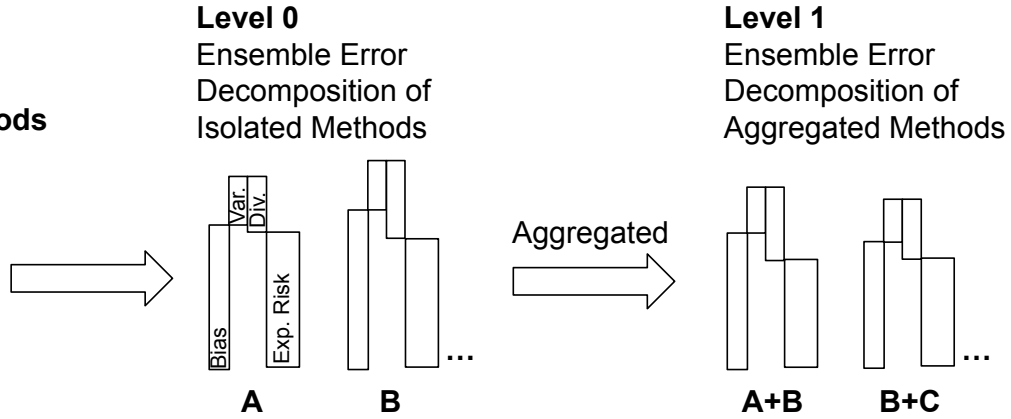 Level 0
Ensemble Error
Decomposition of
Isolated Methods
Level 1
Ensemble Error
Decomposition of
Aggregated Methods
ods
Bias
Var.
Div.
Exp. Risk
...
A
B
Aggregated
...
A+B
B+C